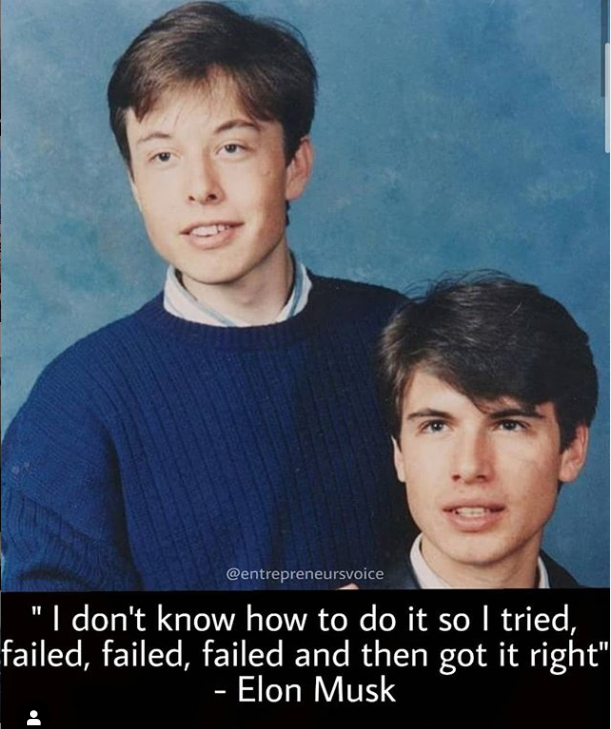 @entrepreneursvoice
" I don't know how to do it so I tried,
failed, failed, failed and then got it right"
- Elon Musk